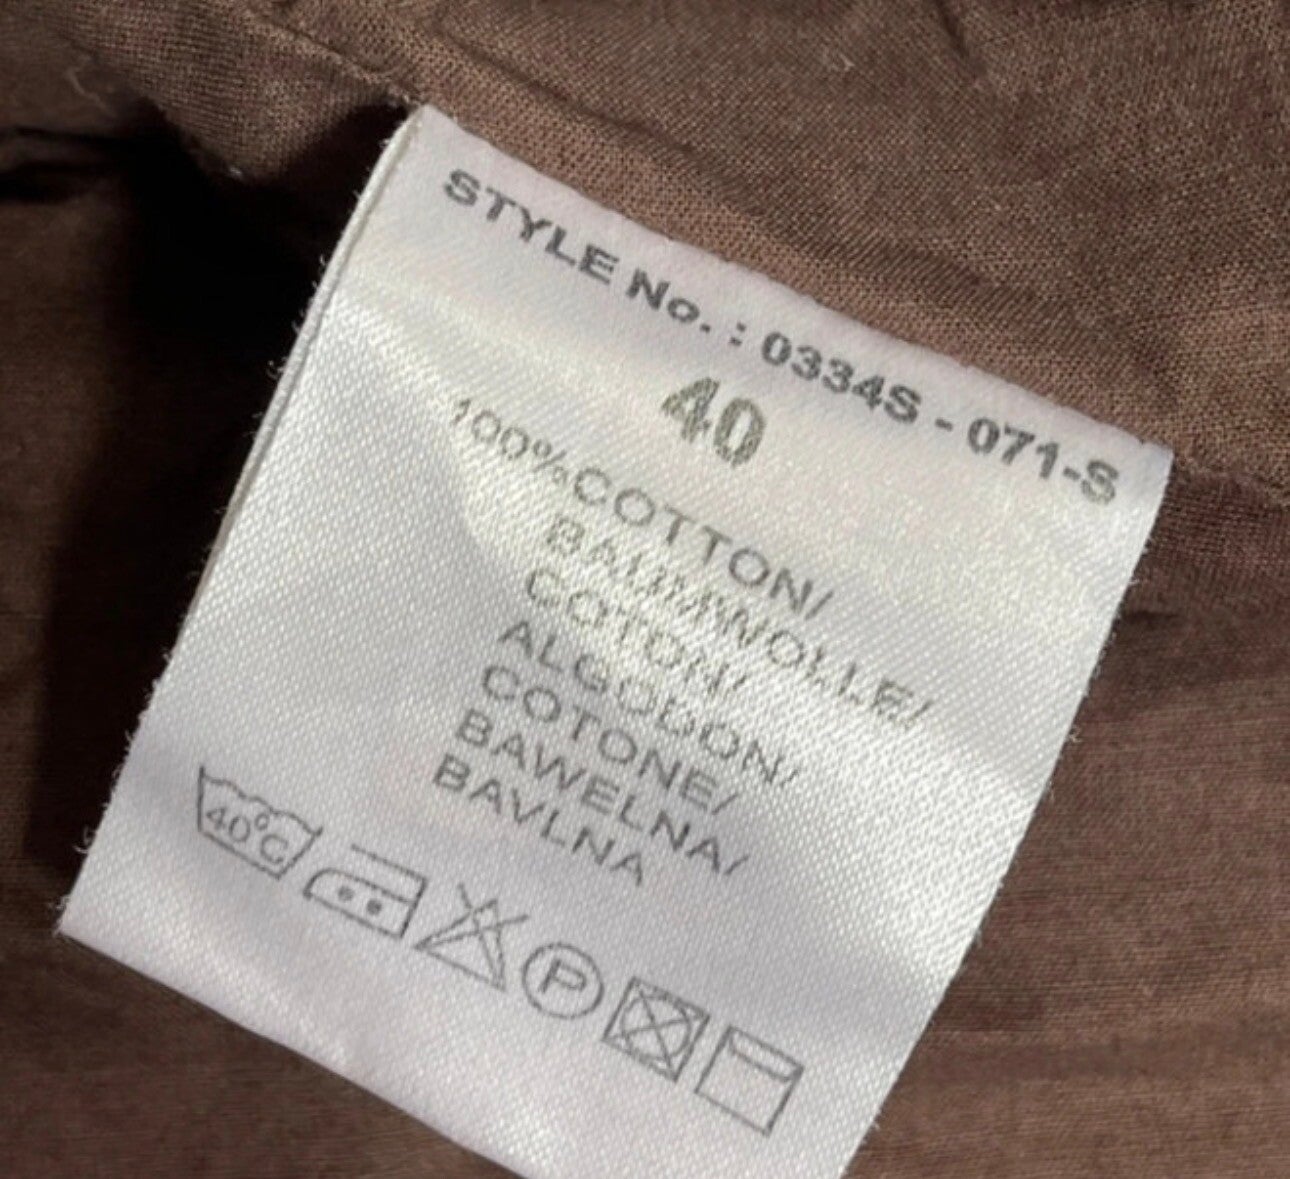 STYLE No. : 0334S - 071-S
40
100%COTTON/
BAUMWOLLE/
COTON/
ALGODON/
COTONE/
BAWELNA/
BAVLNA
40°C
P